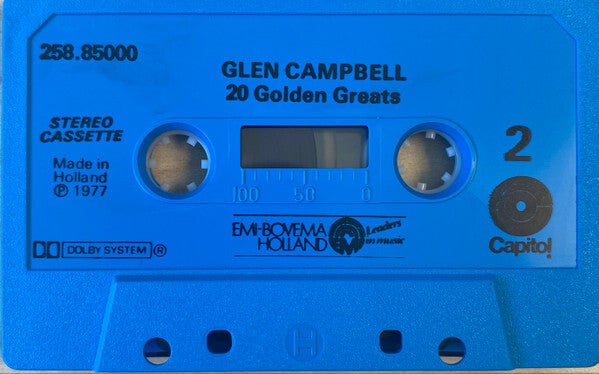 258.85000
GLEN CAMPBELL
20 Golden Greats
STEREO
CASSETTE
2
Made in
Holland
℗ 1977
100 50 0
EMI-BOVEMA
HOLLAND
Leaders
in music
DOLBY SYSTEM ®
Capitol
H